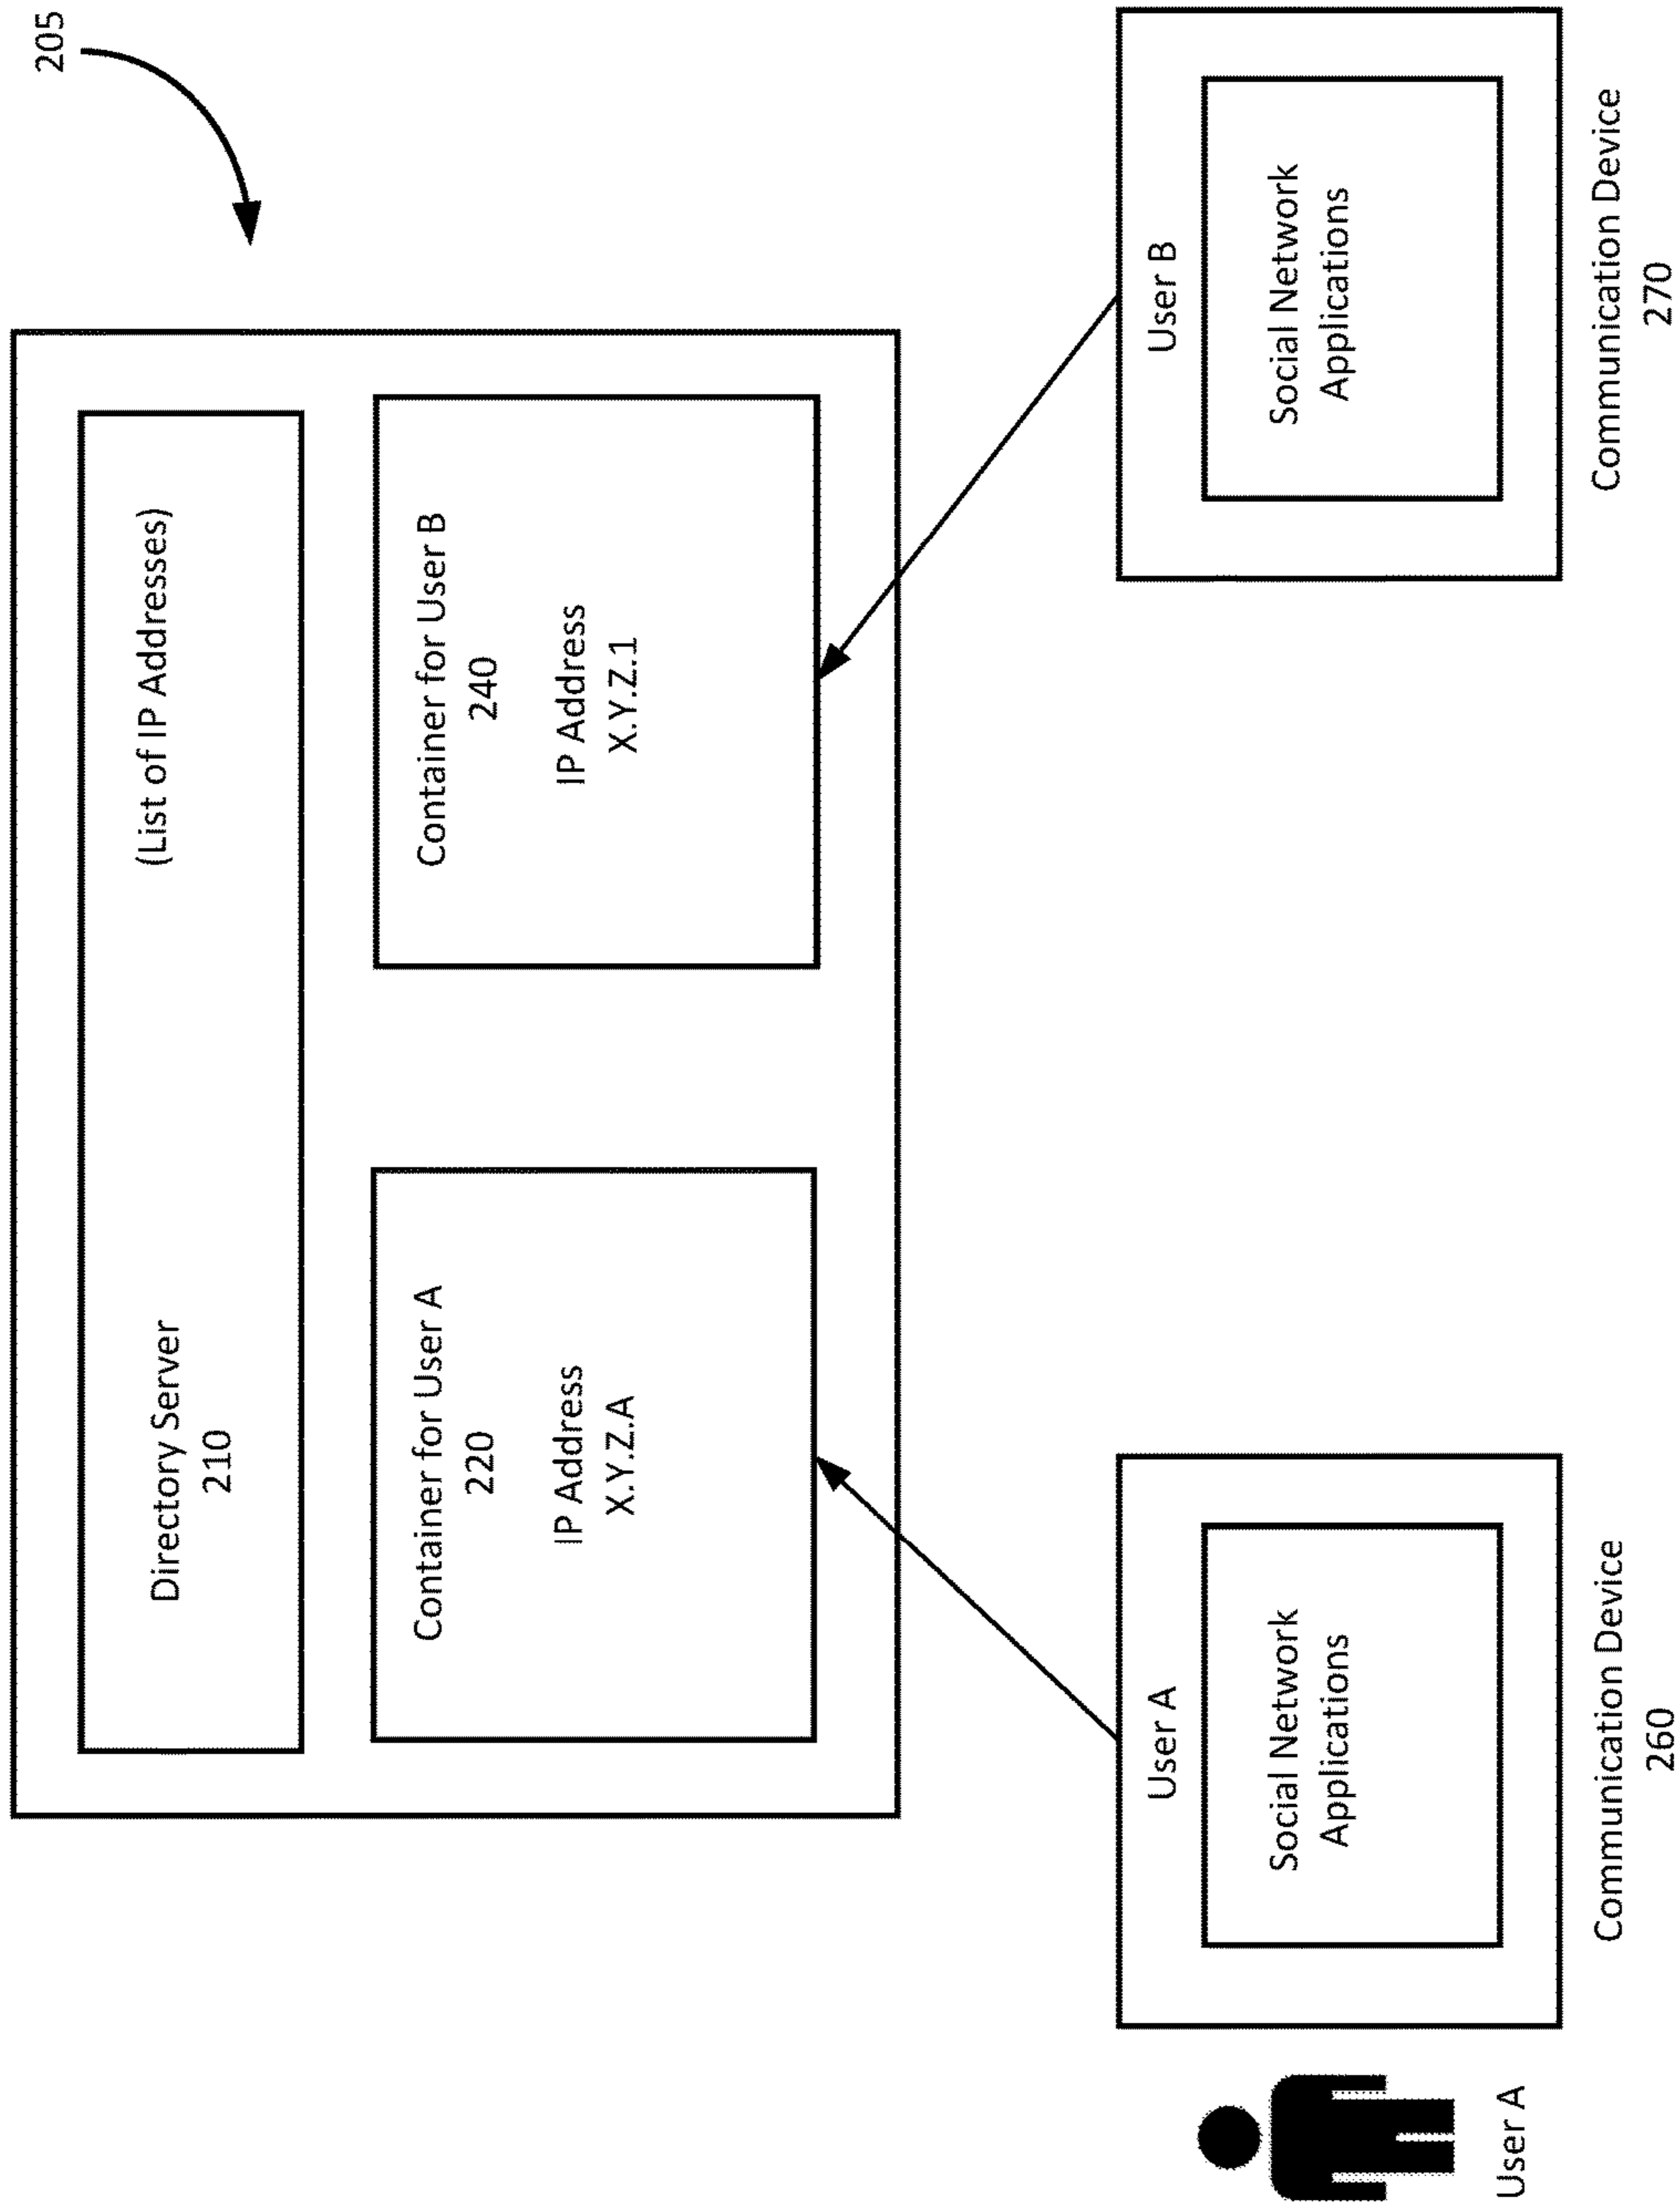 205
Directory Server
210
(List of IP Addresses)
Container for User A
220
IP Address
X.Y.Z.A
Container for User B
240
IP Address
X.Y.Z.1
User A
Social Network
Applications
Communication Device
260
User B
Social Network
Applications
Communication Device
270
User A